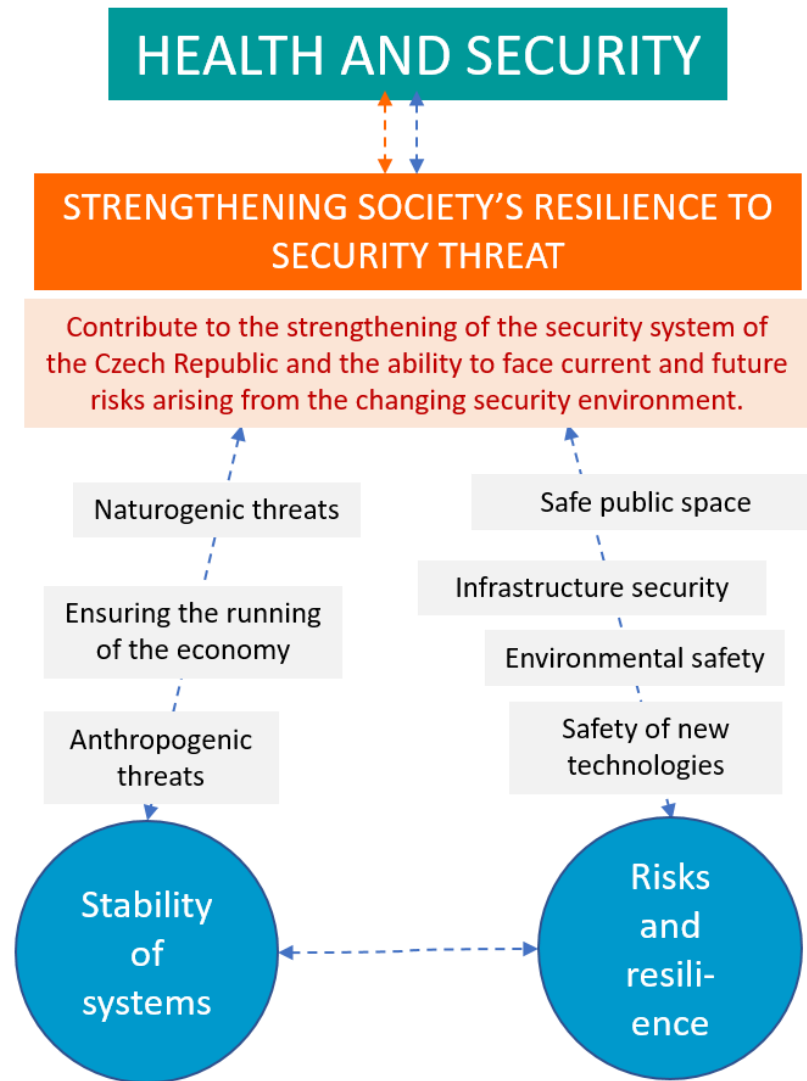 HEALTH AND SECURITY
STRENGTHENING SOCIETY'S RESILIENCE TO
SECURITY THREAT
Contribute to the strengthening of the security system of
the Czech Republic and the ability to face current and future
risks arising from the changing security environment.
Naturogenic threats
Ensuring the running
of the economy
Anthropogenic
threats
Safe public space
Infrastructure security
Environmental safety
Safety of new
technologies
Stability
of
systems
Risks
and
resili-
ence